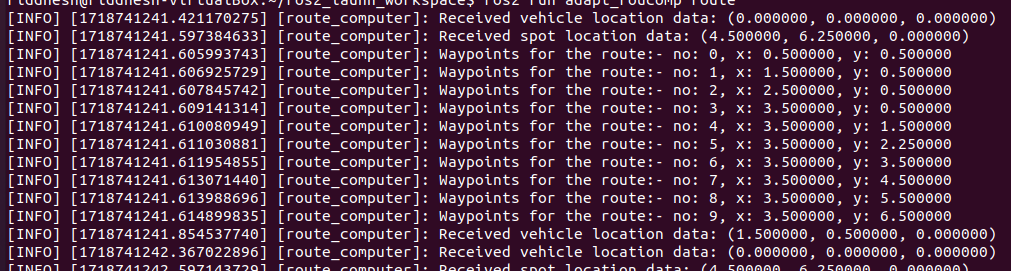 [INFO] [1718741241.421170275] [route_computer]: Received vehicle location data: (0.000000, 0.000000, 0.000000)
[INFO] [1718741241.597384633] [route_computer]: Received spot location data: (4.500000, 6.250000, 0.000000)
[INFO] [1718741241.605993743] [route_computer]: Waypoints for the route:- no: 0, x: 0.500000, y: 0.500000
[INFO] [1718741241.606925729] [route_computer]: Waypoints for the route:- no: 1, x: 1.500000, y: 0.500000
[INFO] [1718741241.607845742] [route_computer]: Waypoints for the route:- no: 2, x: 2.500000, y: 0.500000
[INFO] [1718741241.609141314] [route_computer]: Waypoints for the route:- no: 3, x: 3.500000, y: 0.500000
[INFO] [1718741241.610080949] [route_computer]: Waypoints for the route:- no: 4, x: 3.500000, y: 1.500000
[INFO] [1718741241.611030881] [route_computer]: Waypoints for the route:- no: 5, x: 3.500000, y: 2.250000
[INFO] [1718741241.611954855] [route_computer]: Waypoints for the route:- no: 6, x: 3.500000, y: 3.500000
[INFO] [1718741241.613071440] [route_computer]: Waypoints for the route:- no: 7, x: 3.500000, y: 4.500000
[INFO] [1718741241.613988696] [route_computer]: Waypoints for the route:- no: 8, x: 3.500000, y: 5.500000
[INFO] [1718741241.614899835] [route_computer]: Waypoints for the route:- no: 9, x: 3.500000, y: 6.500000
[INFO] [1718741241.854537740] [route_computer]: Received vehicle location data: (1.500000, 0.500000, 0.000000)
[INFO] [1718741242.367022896] [route_computer]: Received vehicle location data: (0.000000, 0.000000, 0.000000)
[INFO] [1718741242.597143729] [route_computer]: Received spot location data: (4.500000, 6.250000, 0.000000)